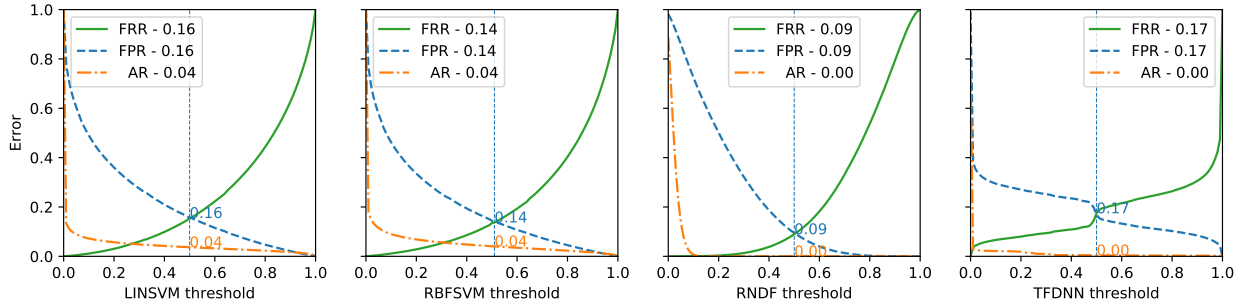 Error
1.0
0.8
0.6
0.4
0.2
0.0
FRR - 0.16
FPR - 0.16
AR - 0.04
0.16
0.04
0.0 0.2 0.4 0.6 0.8 1.0
LINSVM threshold
FRR - 0.14
FPR - 0.14
AR - 0.04
0.14
0.04
0.0 0.2 0.4 0.6 0.8 1.0
RBFSVM threshold
FRR - 0.09
FPR - 0.09
AR - 0.00
0.09
0.00
0.0 0.2 0.4 0.6 0.8 1.0
RNDF threshold
FRR - 0.17
FPR - 0.17
AR - 0.00
0.17
0.00
0.0 0.2 0.4 0.6 0.8 1.0
TFDNN threshold